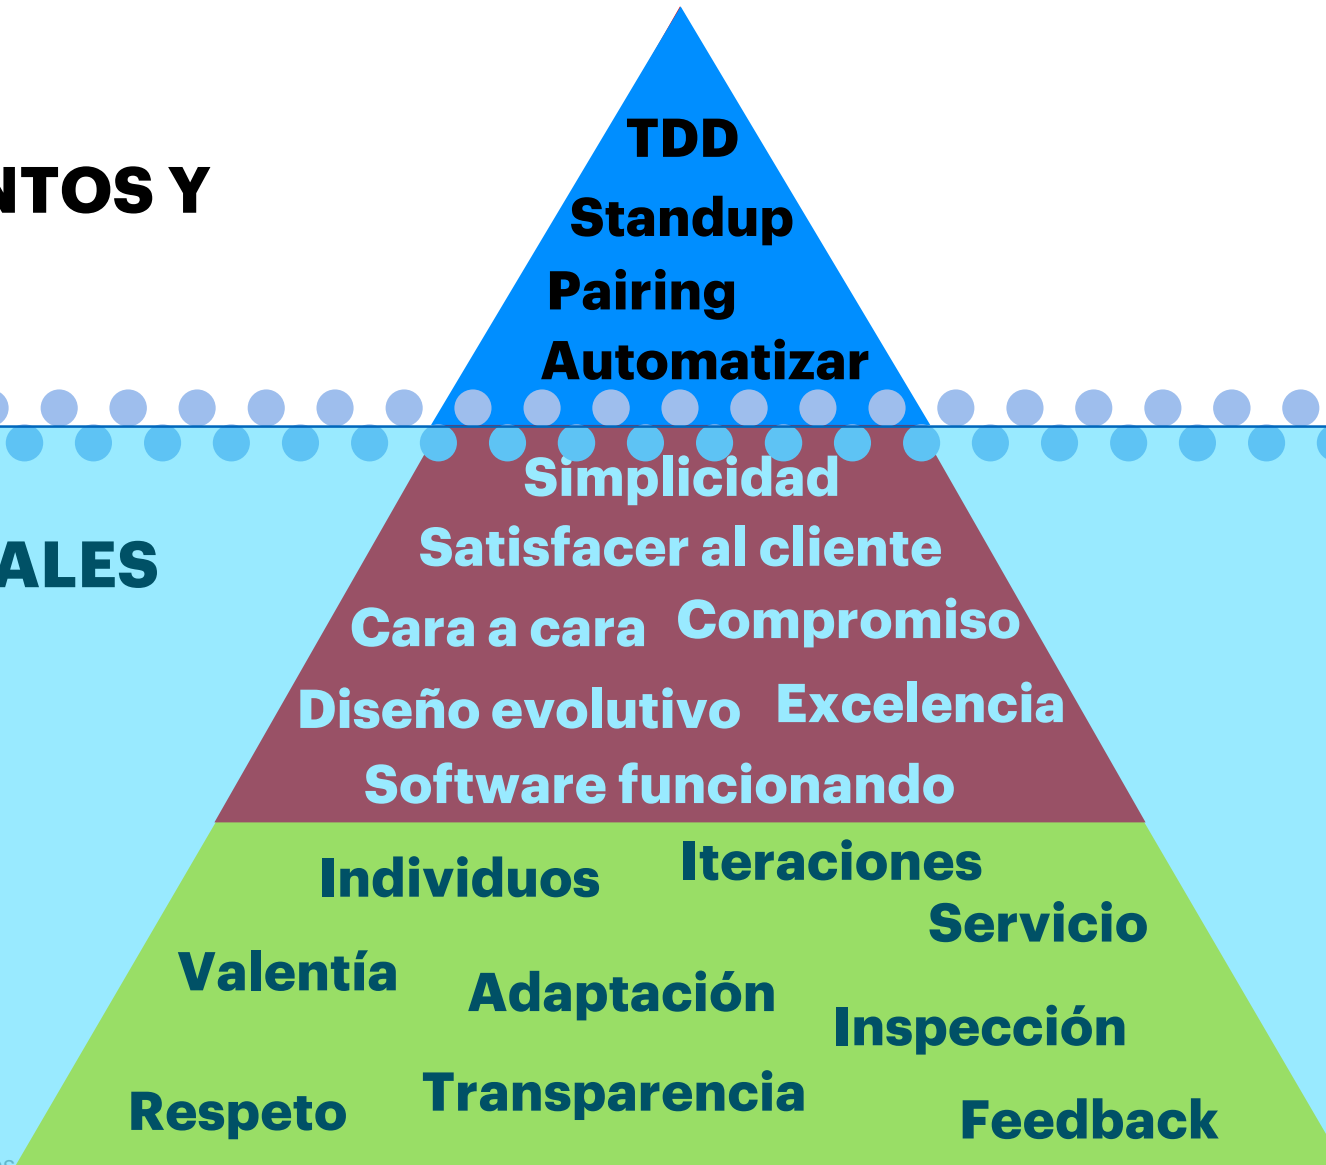 TDD
NTOS Y
Standup
Pairing
Automatizar
Simplicidad
Satisfacer al cliente
ALES
Cara a cara Compromiso
Diseño evolutivo Excelencia
Software funcionando
Individuos Iteraciones
Servicio
Valentía
Adaptación
Inspección
Transparencia
Respeto
Feedback